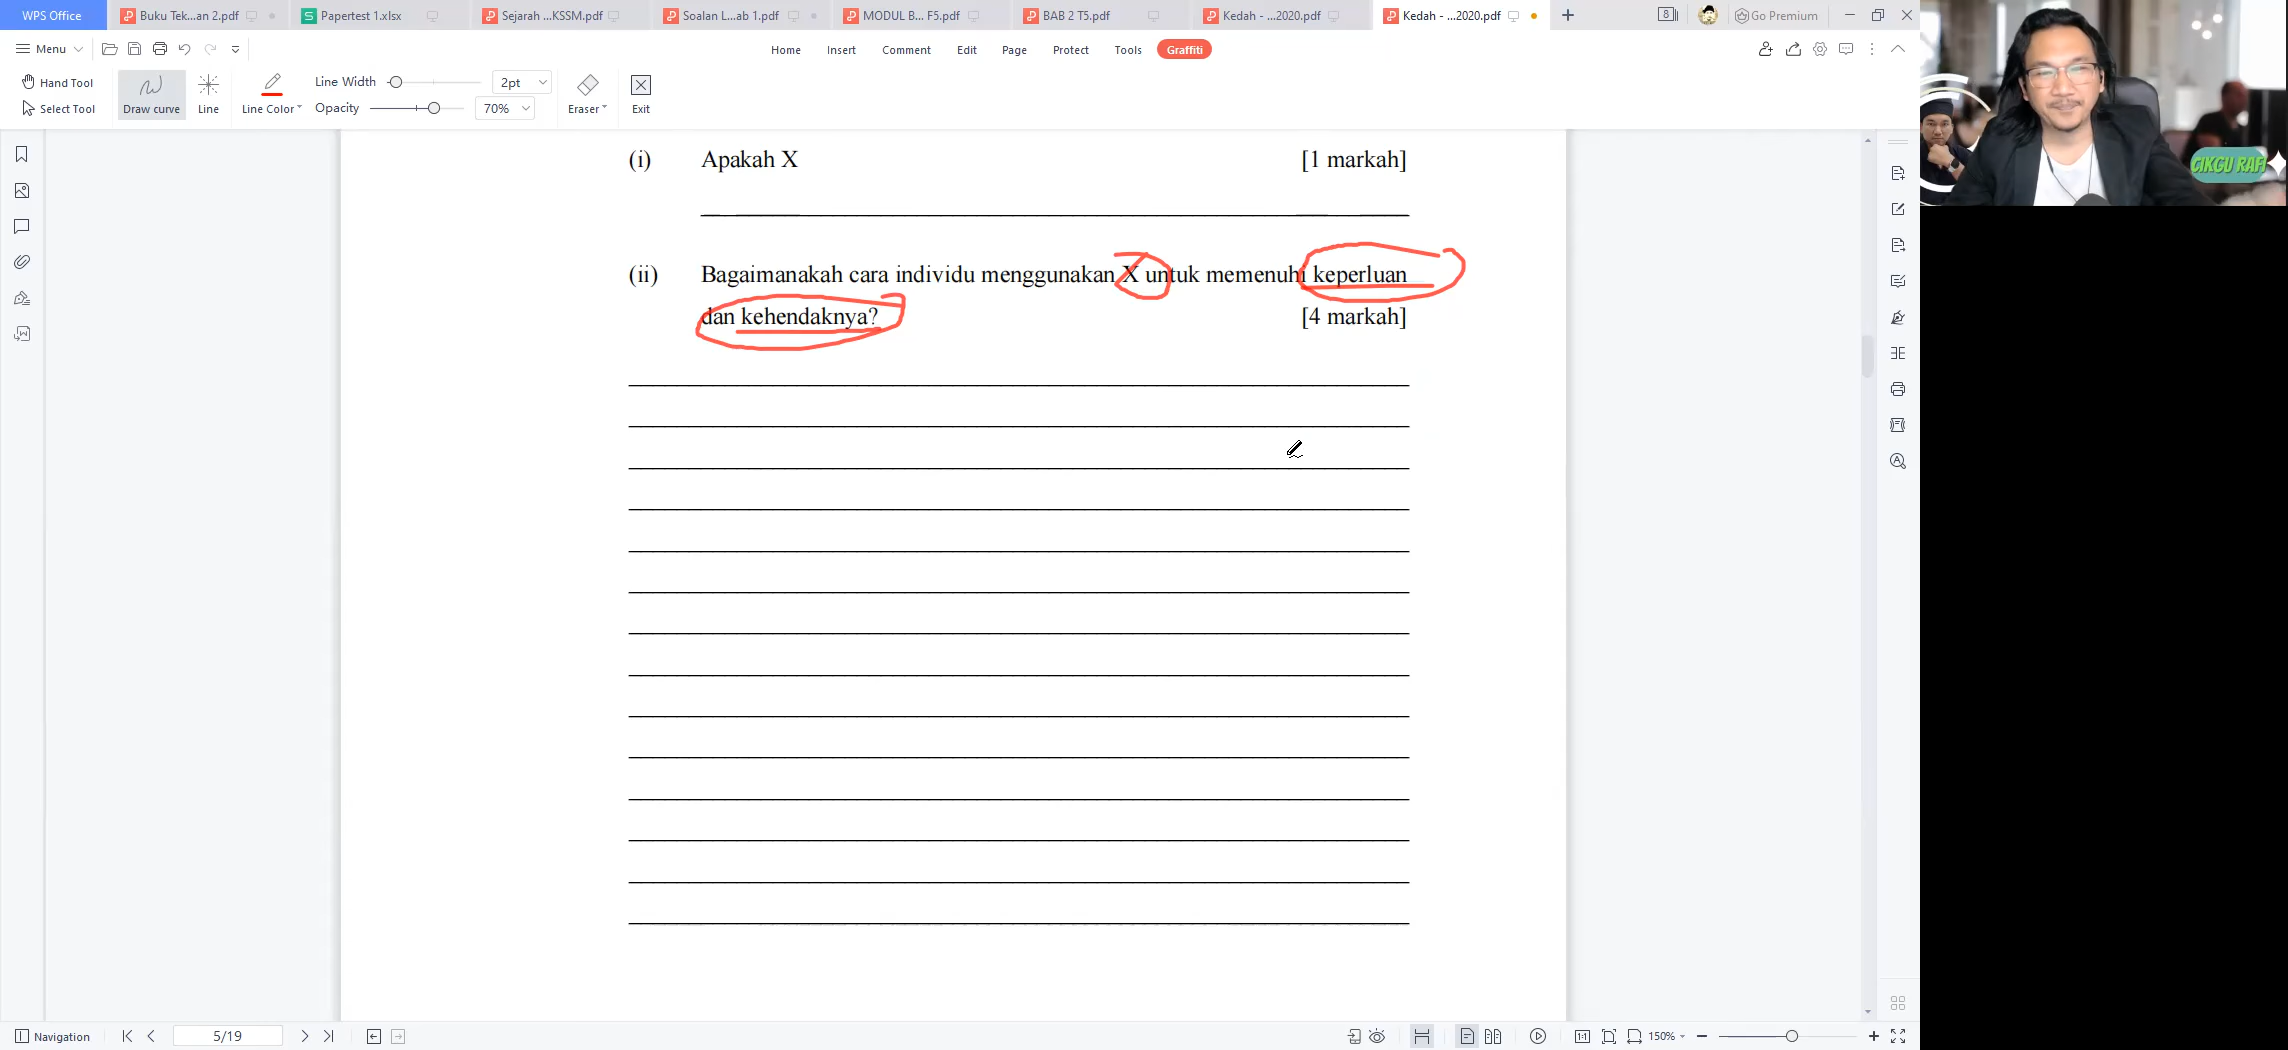 WPS Office
Buku Tek...an 2.pdf
Papertest 1.xlsx
Sejarah ...KSSM.pdf
Soalan L...ab 1.pdf
MODUL B... F5.pdf
BAB 2 T5.pdf
Kedah - ...2020.pdf
Kedah - ...2020.pdf
8
Go Premium
Menu
Home Insert Comment Edit Page Protect Tools Graffiti
Hand Tool
Select Tool
Draw curve
Line
Line Color
Line Width 2pt
Opacity 70%
Eraser
Exit
CIKGU RAFI
(i) Apakah X [1 markah]
(ii) Bagaimanakah cara individu menggunakan X untuk memenuhi keperluan
dan kehendaknya? [4 markah]
Navigation
5/19
1:1
150%